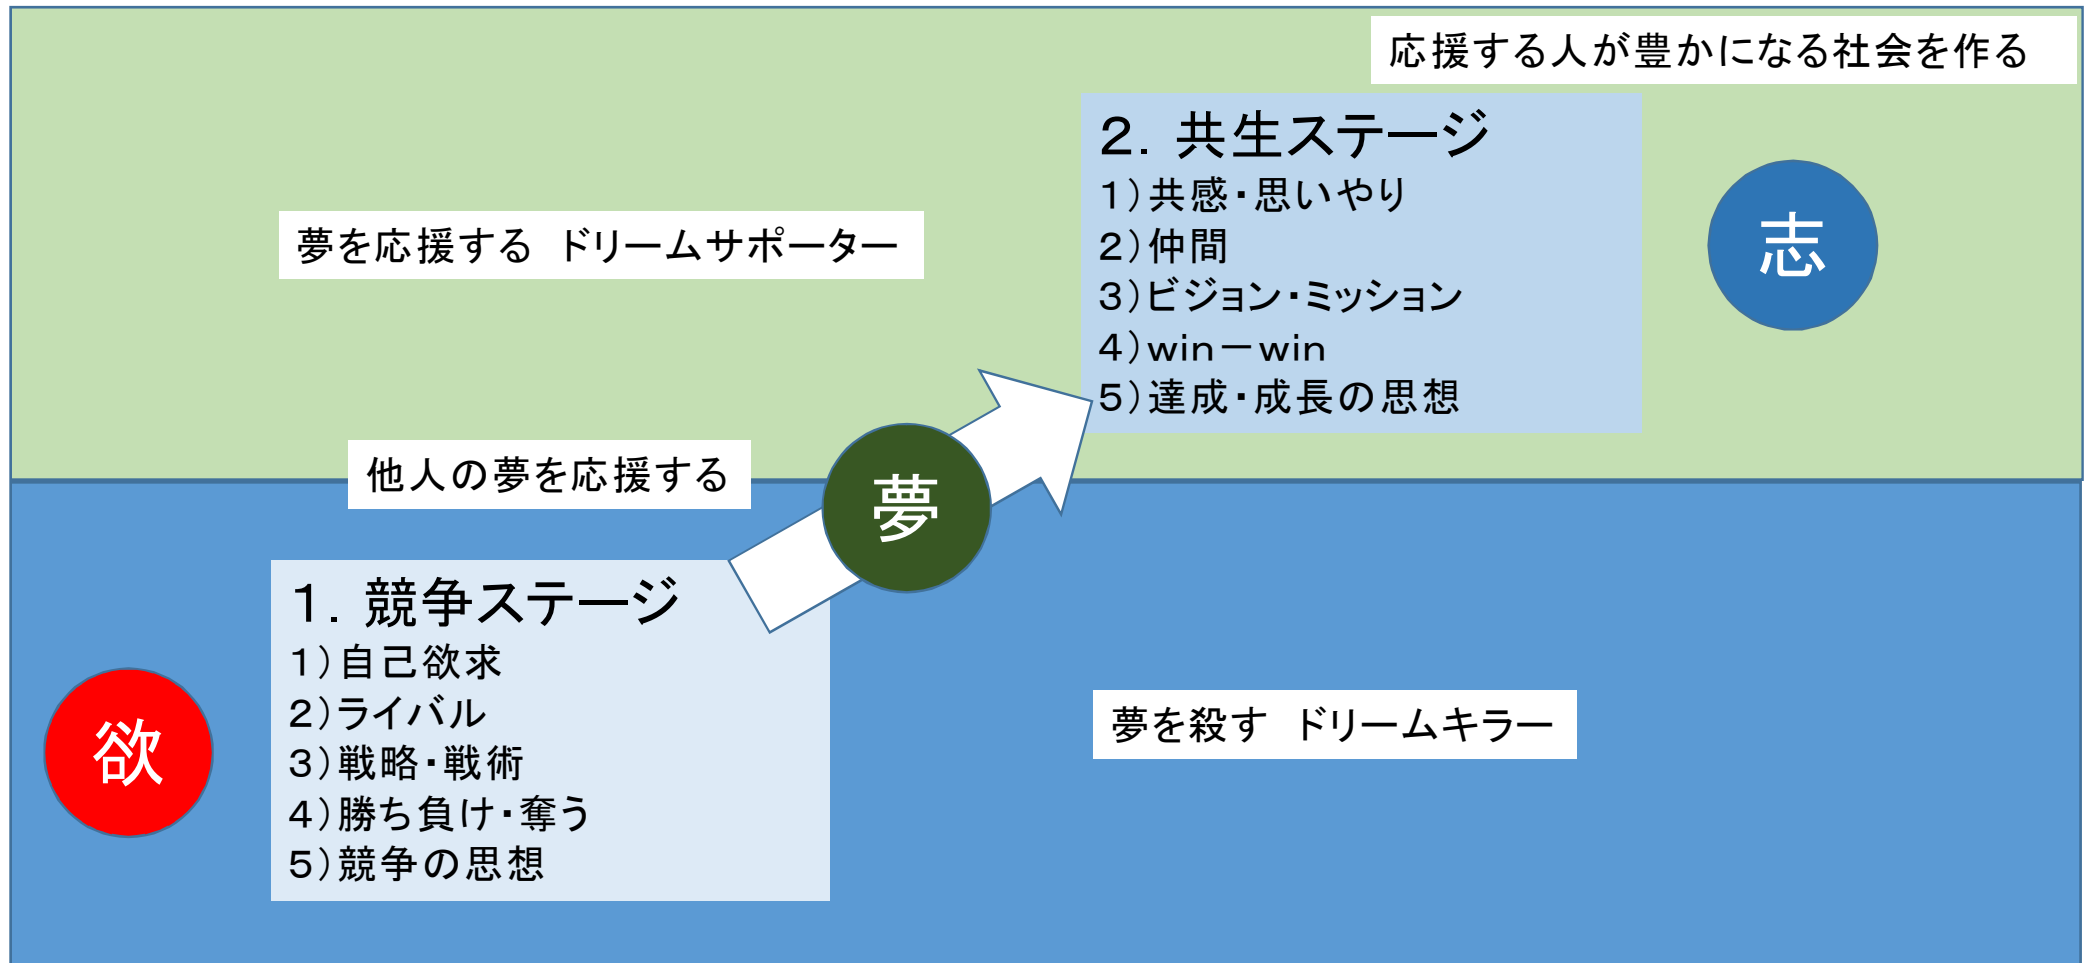 応援する人が豊かになる社会を作る
2．共生ステージ
1）共感・思いやり
2）仲間
3）ビジョン・ミッション
4）win－win
5）達成・成長の思想
志
夢を応援する　ドリームサポーター
他人の夢を応援する
夢
1．競争ステージ
1）自己欲求
2）ライバル
3）戦略・戦術
4）勝ち負け・奪う
5）競争の思想
欲
夢を殺す　ドリームキラー